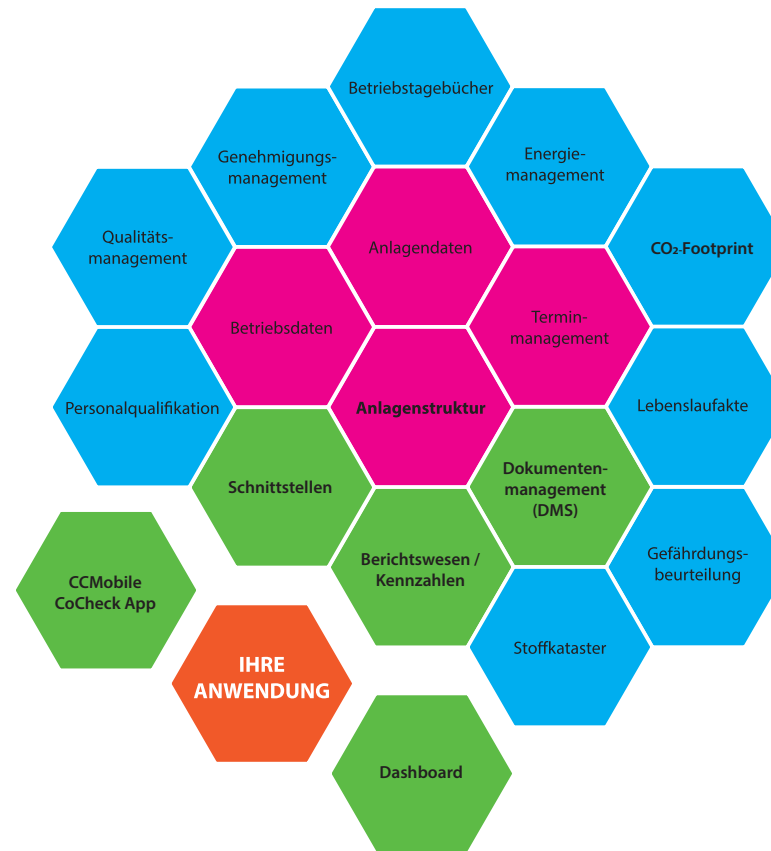 Betriebstagebücher
Genehmigungs-
management
Energie-
management
Qualitäts-
management
Anlagendaten
CO₂-Footprint
Betriebsdaten
Termin-
management
Personalqualifikation
Anlagenstruktur
Lebenslaufakte
Schnittstellen
Dokumenten-
management
(DMS)
Berichtswesen /
Kennzahlen
Gefährdungs-
beurteilung
CCMobile
CoCheck App
Stoffkataster
IHRE
ANWENDUNG
Dashboard